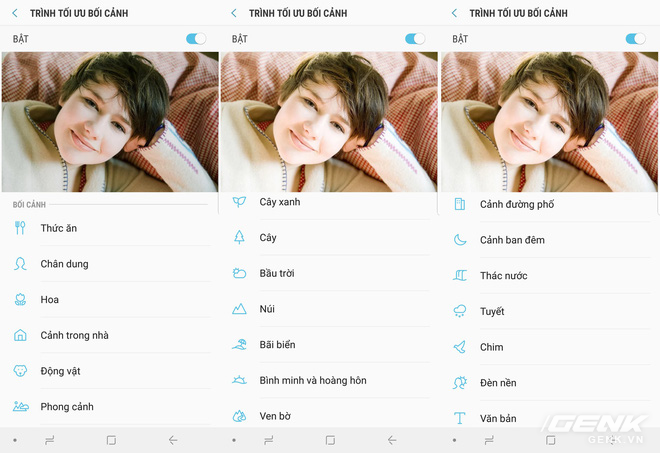 TRÌNH TỐI ƯU BỐI CẢNH
BẬT
BỐI CẢNH
Thức ăn
Chân dung
Hoa
Cảnh trong nhà
Động vật
Phong cảnh
TRÌNH TỐI ƯU BỐI CẢNH
BẬT
Cây xanh
Cây
Bầu trời
Núi
Bãi biển
Bình minh và hoàng hôn
Ven bờ
TRÌNH TỐI ƯU BỐI CẢNH
BẬT
Cảnh đường phố
Cảnh ban đêm
Thác nước
Tuyết
Chim
Đèn nền
Văn bản
GENK
GENK.VN